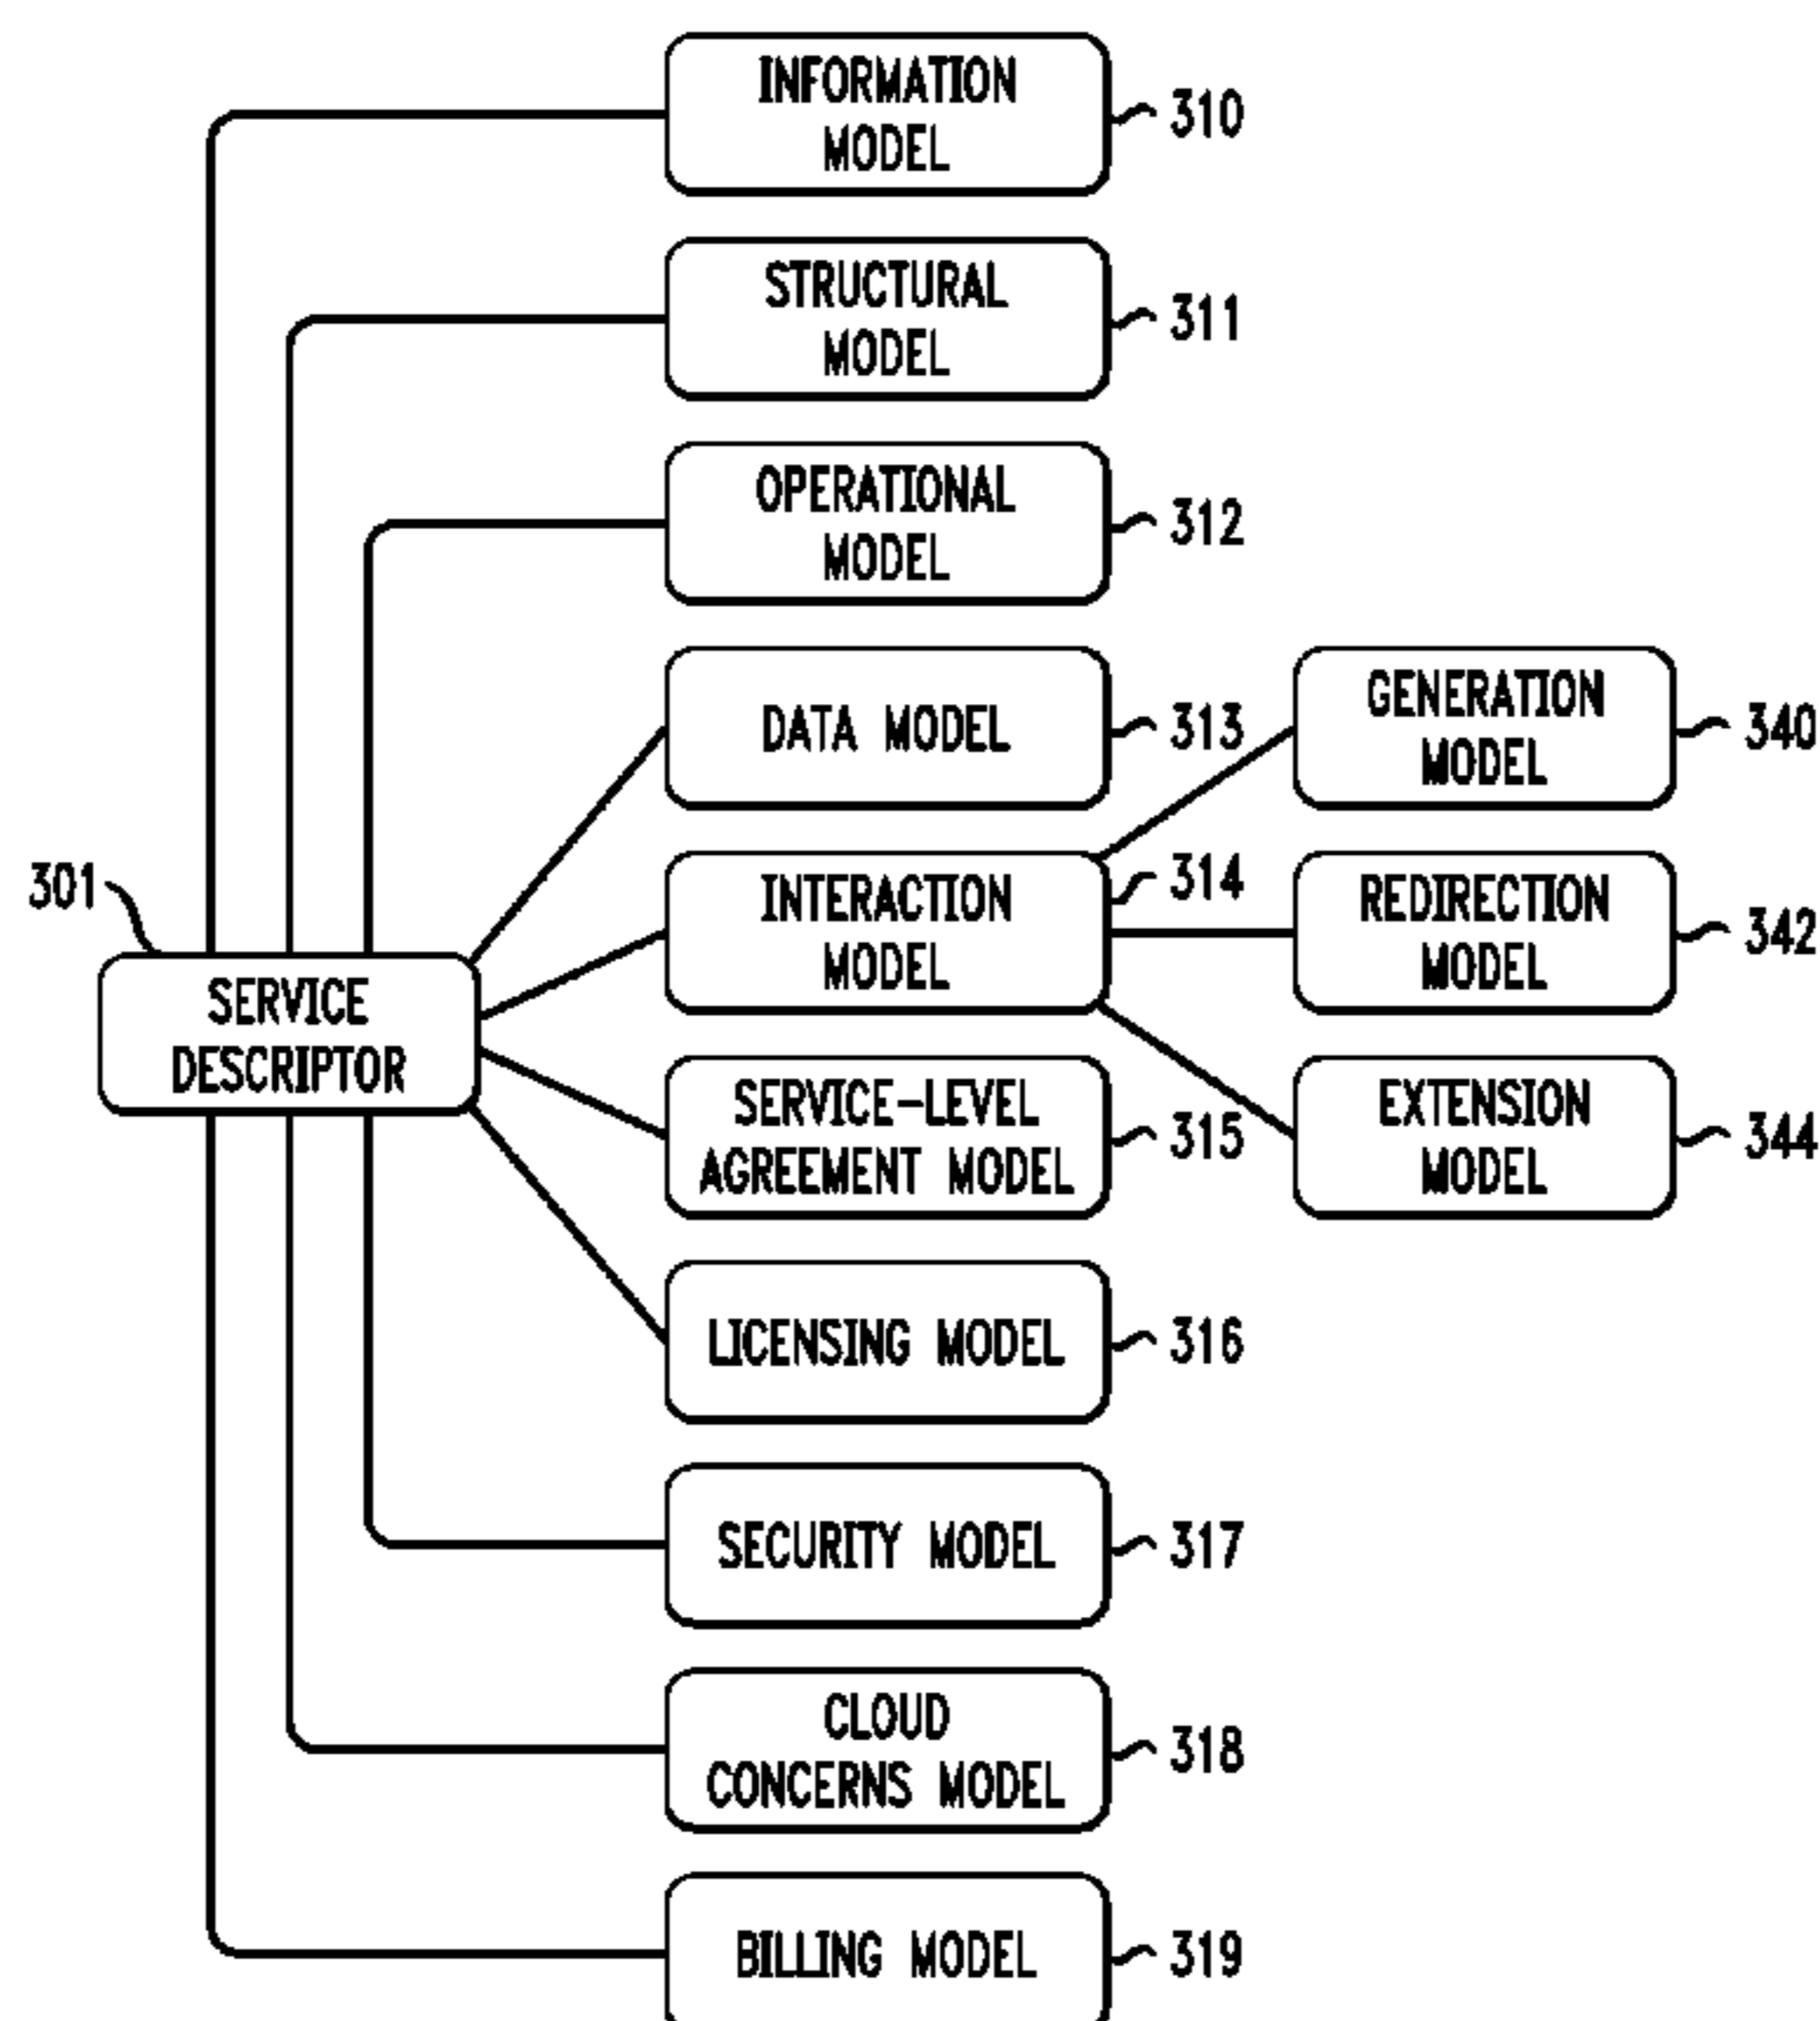 INFORMATION
MODEL
310
STRUCTURAL
MODEL
311
OPERATIONAL
MODEL
312
DATA MODEL
313
GENERATION
MODEL
340
301
INTERACTION
MODEL
314
REDIRECTION
MODEL
342
SERVICE
DESCRIPTOR
SERVICE-LEVEL
AGREEMENT MODEL
315
EXTENSION
MODEL
344
LICENSING MODEL
316
SECURITY MODEL
317
CLOUD
CONCERNS MODEL
318
BILLING MODEL
319